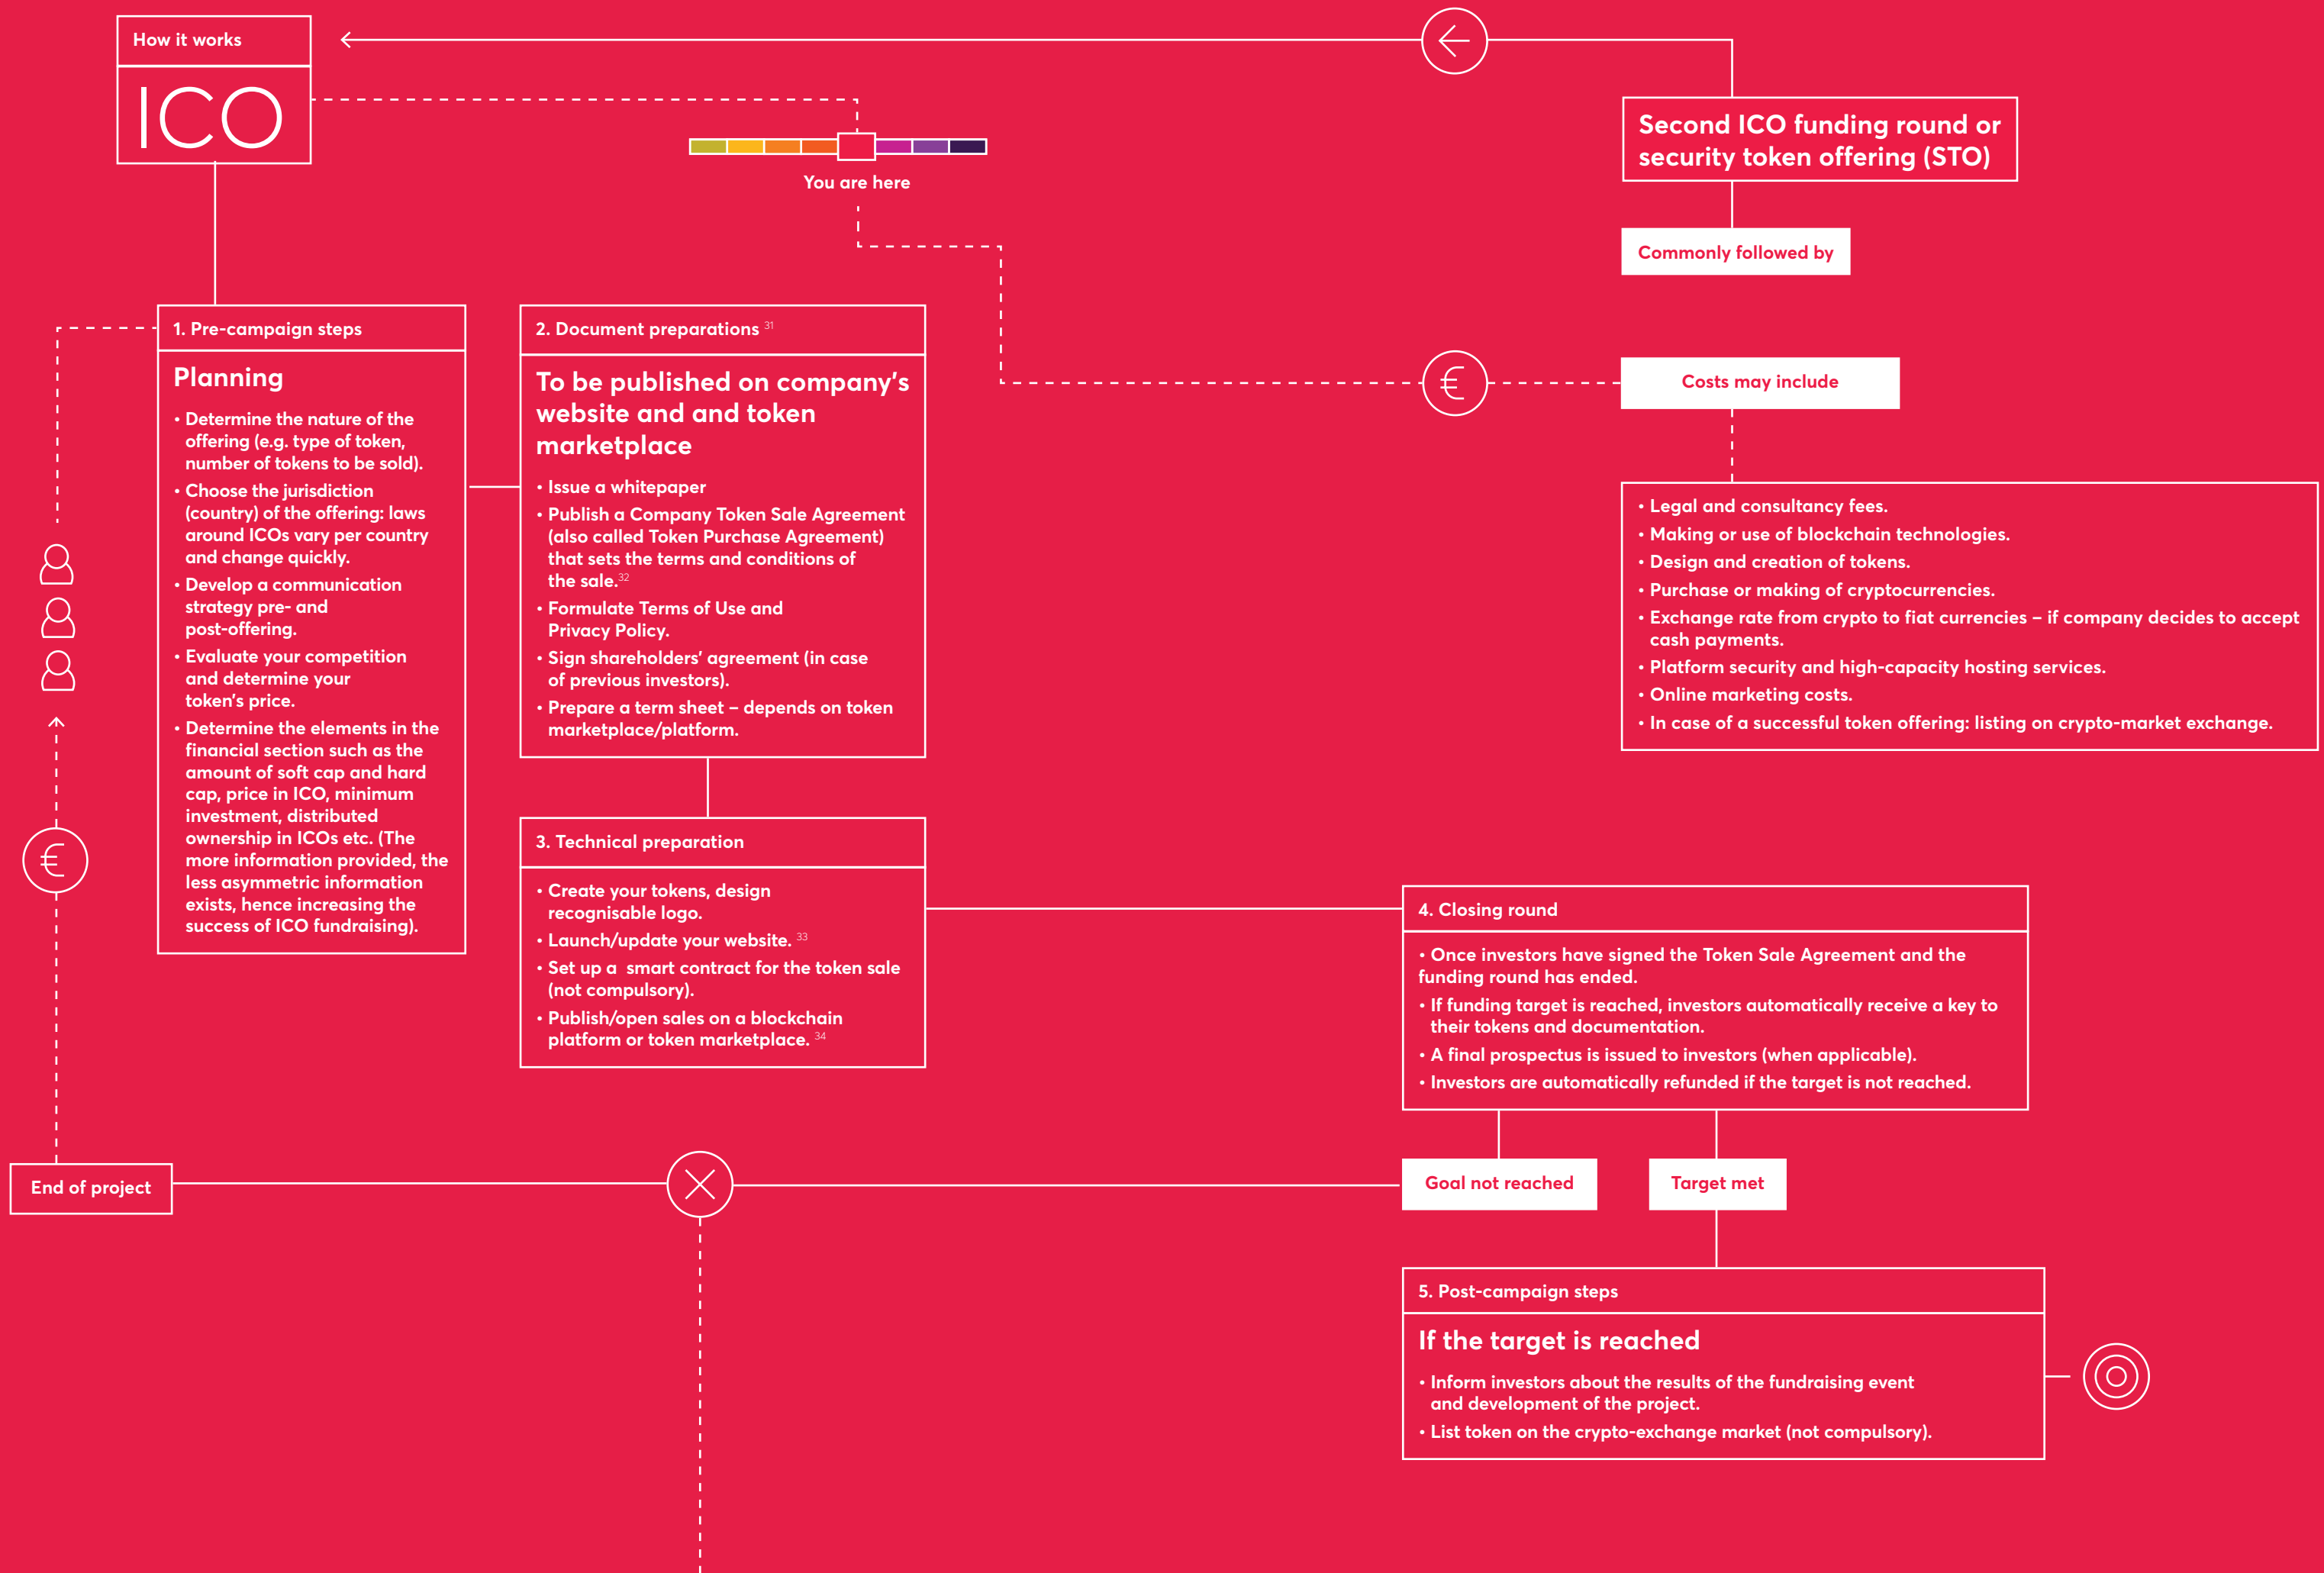 How it works
ICO
You are here
Second ICO funding round or
security token offering (STO)
Commonly followed by
1. Pre-campaign steps
Planning
• Determine the nature of the
offering (e.g. type of token,
number of tokens to be sold).
• Choose the jurisdiction
(country) of the offering: laws
around ICOs vary per country
and change quickly.
• Develop a communication
strategy pre- and
post-offering.
• Evaluate your competition
and determine your
token's price.
• Determine the elements in the
financial section such as the
amount of soft cap and hard
cap, price in ICO, minimum
investment, distributed
ownership in ICOs etc. (The
more information provided, the
less asymmetric information
exists, hence increasing the
success of ICO fundraising).
2. Document preparations 31
To be published on company's
website and and token
marketplace
• Issue a whitepaper
• Publish a Company Token Sale Agreement
(also called Token Purchase Agreement)
that sets the terms and conditions of
the sale.32
• Formulate Terms of Use and
Privacy Policy.
• Sign shareholders' agreement (in case
of previous investors).
• Prepare a term sheet – depends on token
marketplace/platform.
€
Costs may include
• Legal and consultancy fees.
• Making or use of blockchain technologies.
• Design and creation of tokens.
• Purchase or making of cryptocurrencies.
• Exchange rate from crypto to fiat currencies – if company decides to accept
cash payments.
• Platform security and high-capacity hosting services.
• Online marketing costs.
• In case of a successful token offering: listing on crypto-market exchange.
3. Technical preparation
• Create your tokens, design
recognisable logo.
• Launch/update your website. 33
• Set up a smart contract for the token sale
(not compulsory).
• Publish/open sales on a blockchain
platform or token marketplace. 34
€
4. Closing round
• Once investors have signed the Token Sale Agreement and the
funding round has ended.
• If funding target is reached, investors automatically receive a key to
their tokens and documentation.
• A final prospectus is issued to investors (when applicable).
• Investors are automatically refunded if the target is not reached.
End of project
Goal not reached
Target met
5. Post-campaign steps
If the target is reached
• Inform investors about the results of the fundraising event
and development of the project.
• List token on the crypto-exchange market (not compulsory).